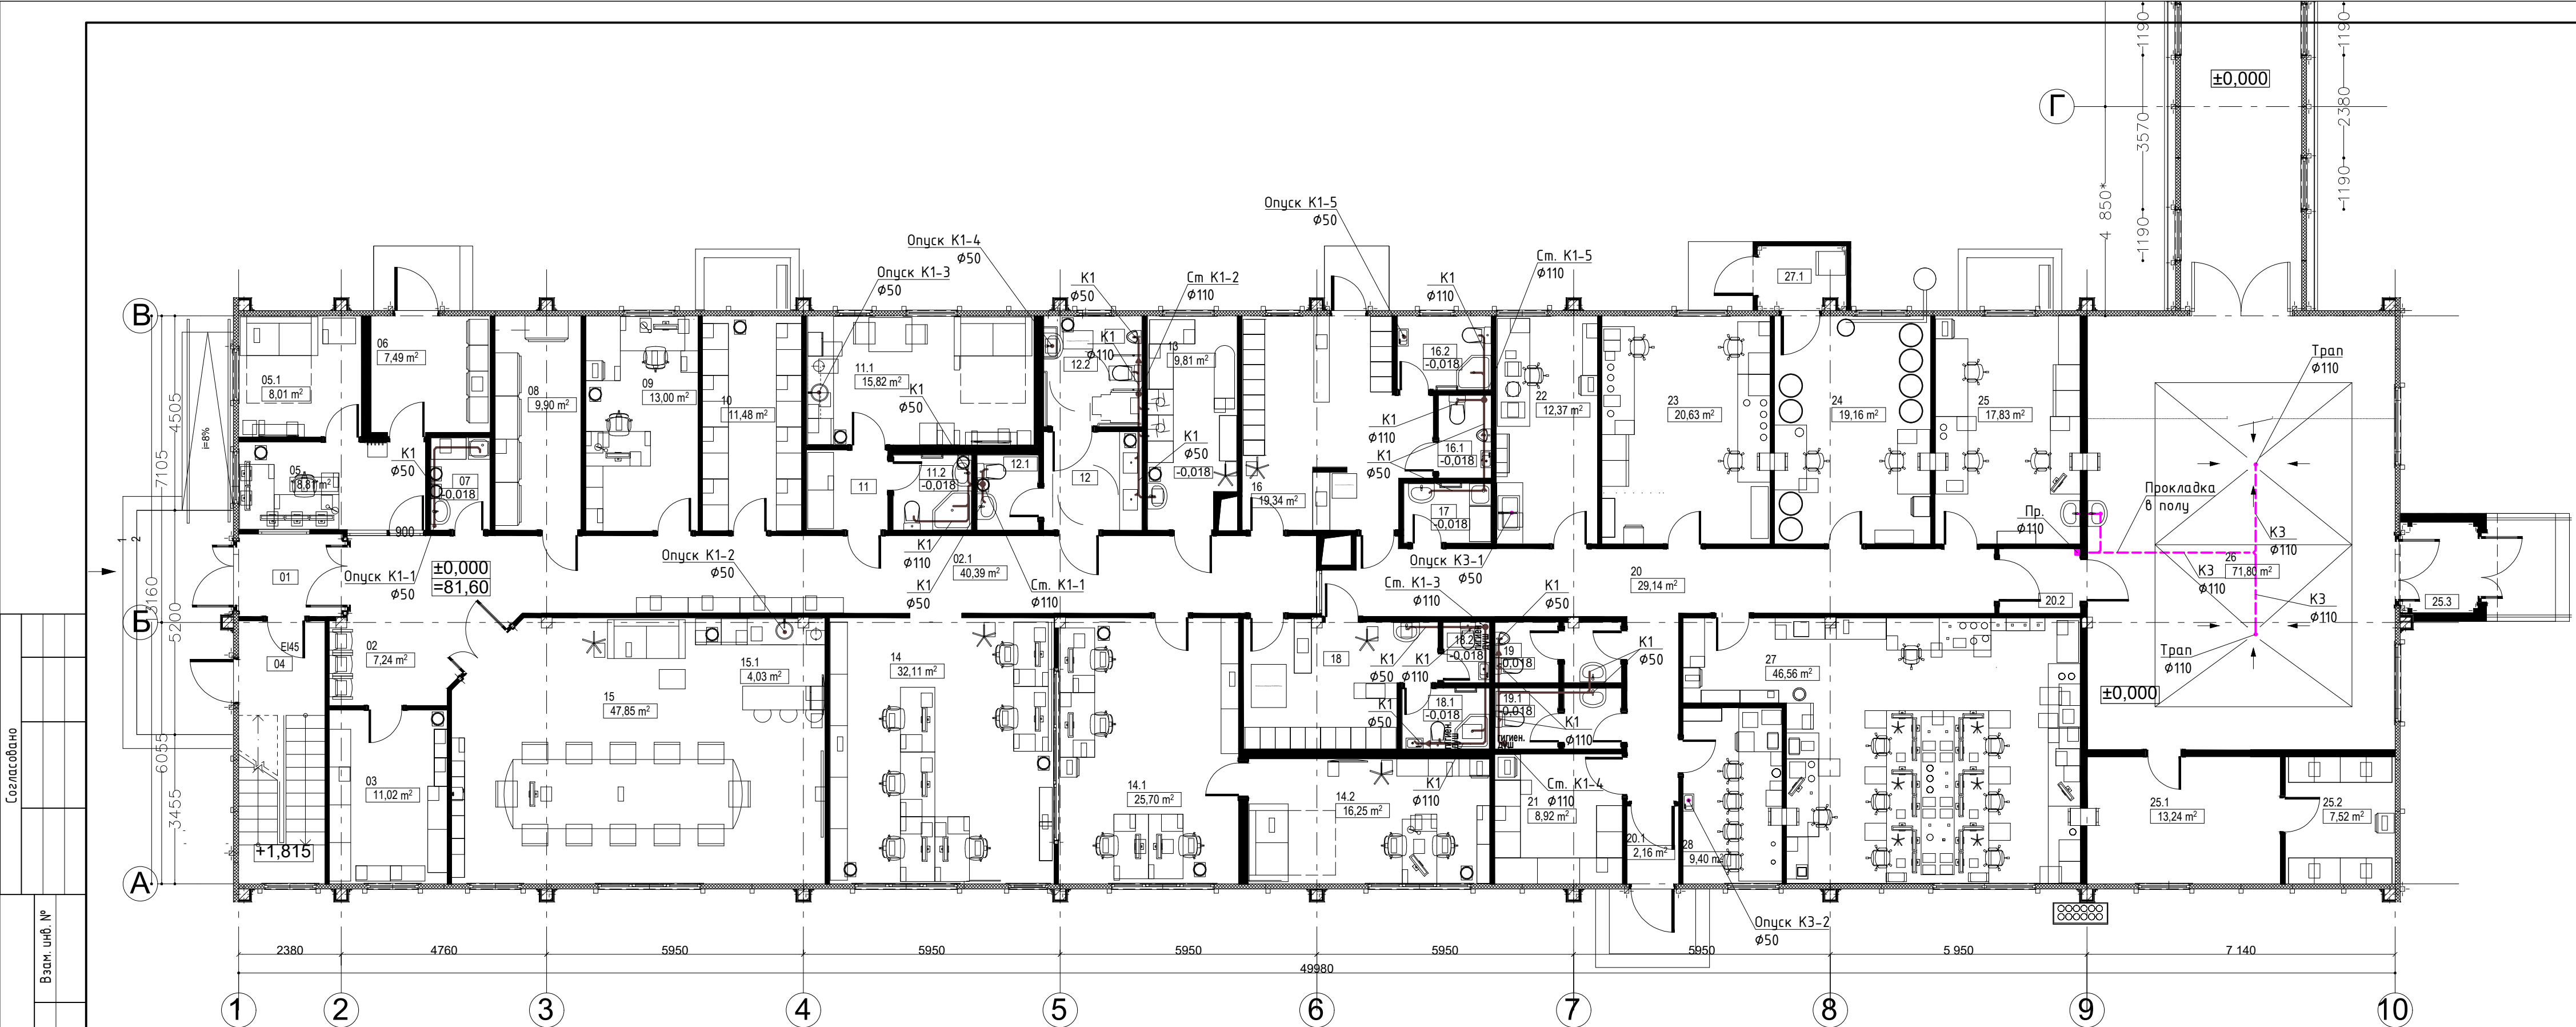 1190
3570
1190
4 850*
±0,000
1190
2380
1190
Г
Опуск К1-5
ø50
Опуск К1-4
ø50
Опуск К1-3
ø50
К1
ø50
Ст К1-2
ø110
К1
ø110
Ст. К1-5
ø110
27.1
В
06
7,49 m²
05.1
8,01 m²
08
9,90 m²
09
13,00 m²
10
11,48 m²
11.1
15,82 m²
К1
ø50
К1
ø110
12.2
13
9,81 m²
16.2
-0,018
22
12,37 m²
23
20,63 m²
24
19,16 m²
25
17,83 m²
Трап
ø110
i=8%
4505
7105
05
8,81 m²
К1
ø50
07
-0,018
11
11.2
-0,018
12.1
12
К1
ø50
-0,018
16
19,34 m²
К1
ø110
К1
ø50
16.1
-0,018
17
-0,018
Прокладка
в полу
Пр.
ø110
К3
ø110
900
1
2
3160
01
Опуск К1-1
ø50
±0,000
=81,60
Опуск К1-2
ø50
К1
ø110
К1
ø50
02.1
40,39 m²
Ст. К1-1
ø110
Опуск К3-1
ø50
Ст. К1-3
ø110
К1
ø50
20
29,14 m²
20.2
К3
ø110
26
71,80 m²
К3
ø110
25.3
Б
5200
EI45
04
02
7,24 m²
15.1
4,03 m²
15
47,85 m²
14
32,11 m²
18
К1
ø50
К1
ø110
18.2
-0,018
гигиен.
душ
19
-0,018
К1
ø50
27
46,56 m²
Трап
ø110
±0,000
К1
ø50
18.1
-0,018
гигиен.
душ
19.1
-0,018
гигиен.
душ
К1
ø110
6055
3455
03
11,02 m²
14.1
25,70 m²
14.2
16,25 m²
К1
ø110
Ст. К1-4
ø110
21
8,92 m²
20.1
2,16 m²
28
9,40 m²
25.1
13,24 m²
25.2
7,52 m²
+1,815
А
Опуск К3-2
ø50
2380
4760
5950
5950
5950
5950
5950
5 950
7 140
49980
1
2
3
4
5
6
7
8
9
10
Согласовано
Взам. инв. №